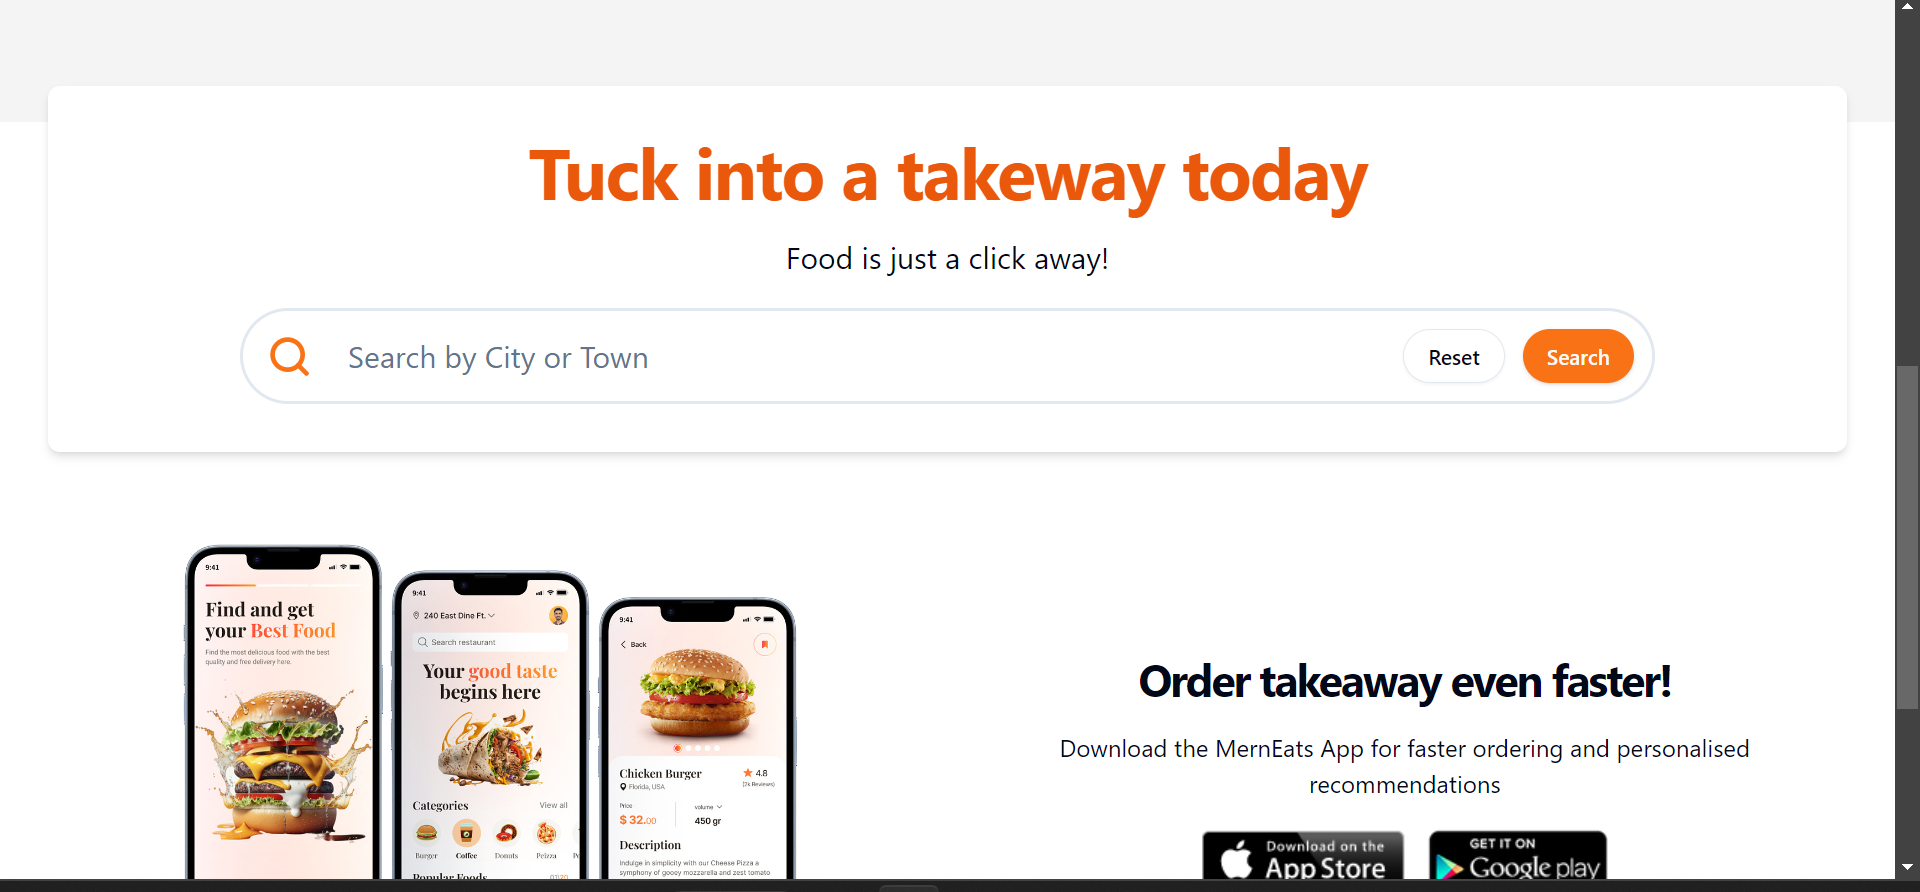 Tuck into a takeway today
Food is just a click away!
Search by City or Town
Reset
Search
9:41
Find and get
your Best Food
Find the most delicious food with the best
quality and free delivery here.
9:41
240 East Dine Ft.
Search restaurant
Your good taste
begins here
Categories
View all
Burger
Coffee
Donuts
Peizza
Popular Foods
9:41
Back
Chicken Burger
4.8
Florida, USA
(2k Reviews)
Price
volume
$ 32.00
450 gr
Description
Indulge in simplicity with our Cheese Pizza a
symphony of gooey mozzarella and zest tomato
Order takeaway even faster!
Download the MernEats App for faster ordering and personalised
recommendations
Download on the
App Store
GET IT ON
Google play